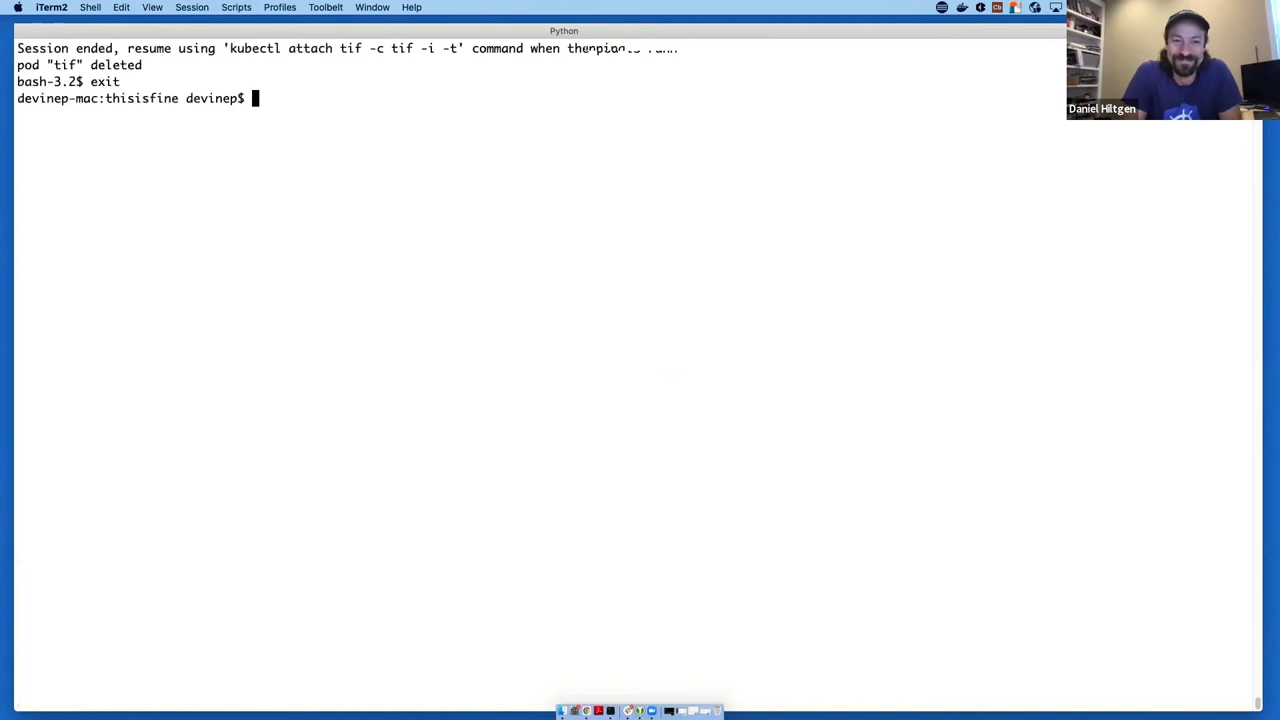 iTerm2 Shell Edit View Session Scripts Profiles Toolbelt Window Help
Python
Session ended, resume using 'kubectl attach tif -c tif -i -t' command when
pod "tif" deleted
bash-3.2$ exit
devinep-mac:thisisfine devinep$
Cb
Daniel Hiltgen